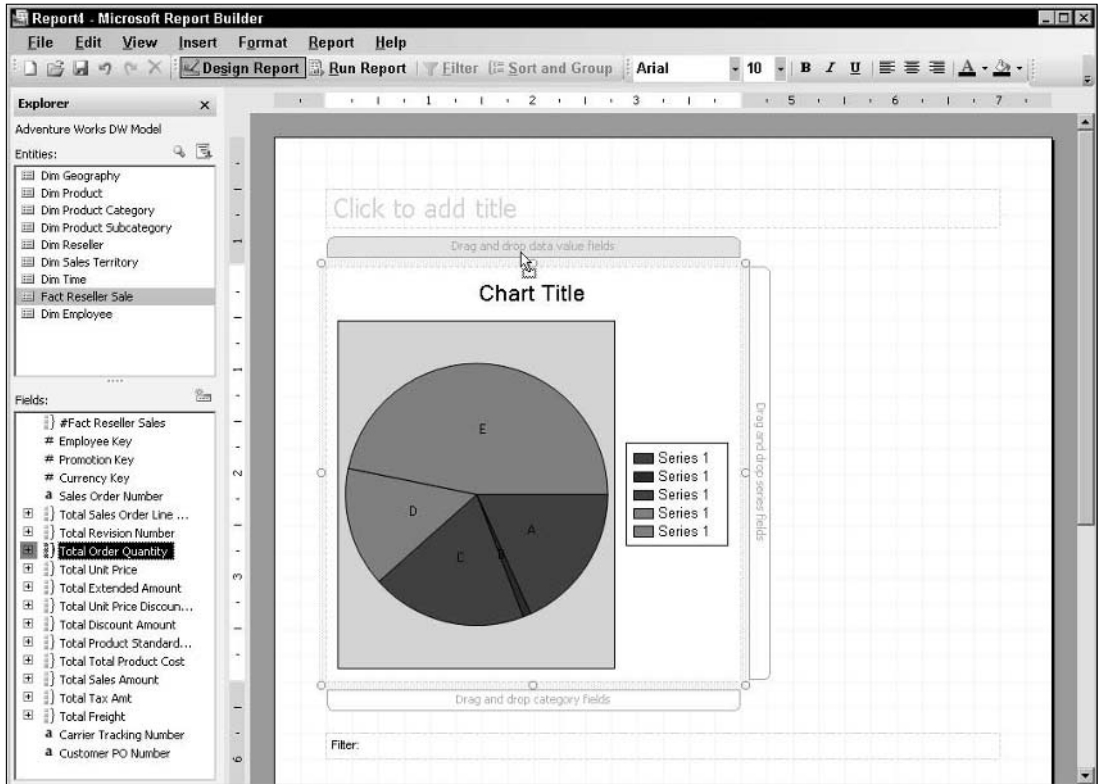 Report4 - Microsoft Report Builder
File Edit View Insert Format Report Help
Design Report Run Report Filter Sort and Group Arial 10 B I U A
Explorer x
Adventure Works DW Model
Entities:
Dim Geography
Dim Product
Dim Product Category
Dim Product Subcategory
Dim Reseller
Dim Sales Territory
Dim Time
Fact Reseller Sale
Dim Employee
Fields:
#Fact Reseller Sales
# Employee Key
# Promotion Key
# Currency Key
a Sales Order Number
Total Sales Order Line ...
Total Revision Number
Total Order Quantity
Total Unit Price
Total Extended Amount
Total Unit Price Discoun...
Total Discount Amount
Total Product Standard...
Total Total Product Cost
Total Sales Amount
Total Tax Amt
Total Freight
a Carrier Tracking Number
a Customer PO Number
1 2 3 5 6 7
1
1
2
3
6
Click to add title
Drag and drop data value fields
Chart Title
E
D
A
C
Series 1
Series 1
Series 1
Series 1
Series 1
Drag and drop series fields
Drag and drop category fields
Filter: